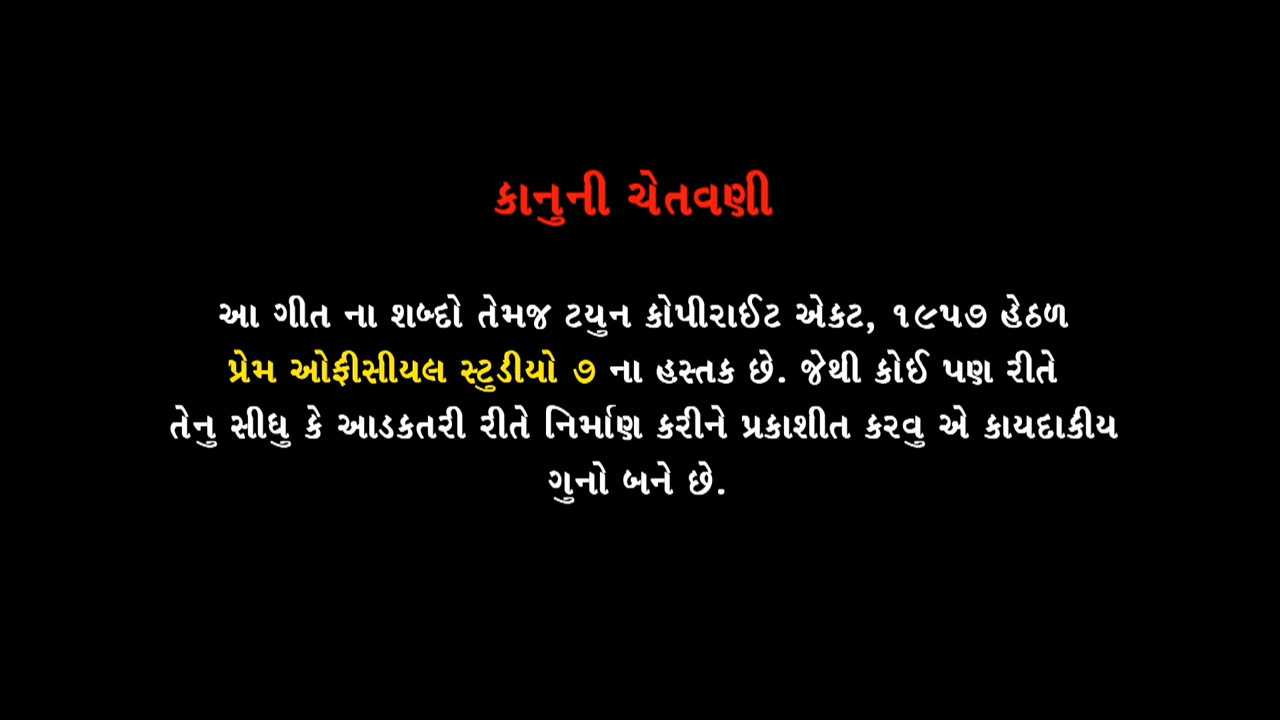 કાનુની ચેતવણી
આ ગીત ના શબ્દો તેમજ ટયુન કોપીરાઈટ એકટ, ૧૯૫૭ હેઠળ
પ્રેમ ઓફીસીયલ સ્ટુડીયો ૭ ના હસ્તક છે. જેથી કોઈ પણ રીતે
તેનુ સીધુ કે આડકતરી રીતે નિર્માણ કરીને પ્રકાશીત કરવુ એ કાયદાકીય
ગુનો બને છે.